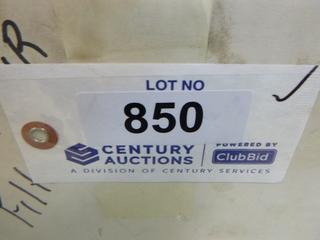 LOT NO
850
CENTURY AUCTIONS
POWERED BY
ClubBid
A DIVISION OF CENTURY SERVICES